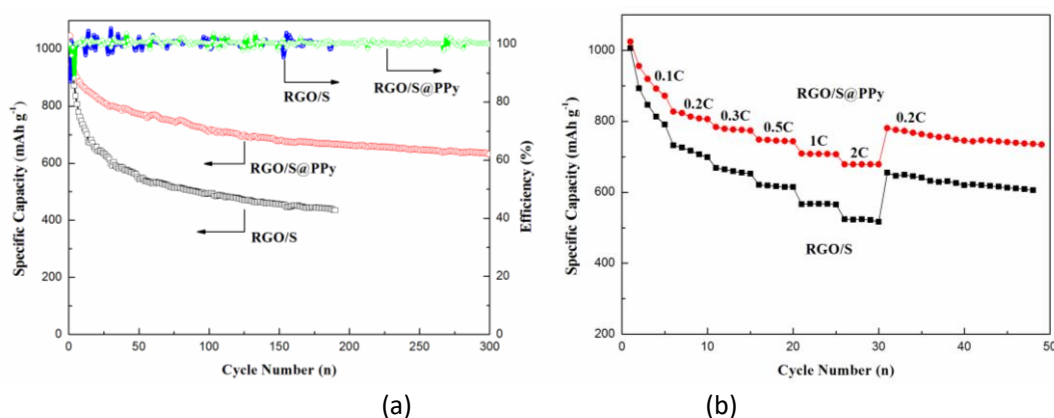 (a)
1000
800
600
400
200
0
Specific Capacity (mAh g⁻¹)
RGO/S
RGO/S@PPy
RGO/S@PPy
RGO/S
100
80
60
40
20
0
Efficiency (%)
0 50 100 150 200 250 300
Cycle Number (n)
(a)
b)
1000
800
600
400
200
Specific Capacity (mAh g⁻¹)
0.1C
0.2C
0.3C
0.5C
1C
2C
0.2C
RGO/S@PPy
RGO/S
0 10 20 30 40 50
Cycle Number (n)
(b)